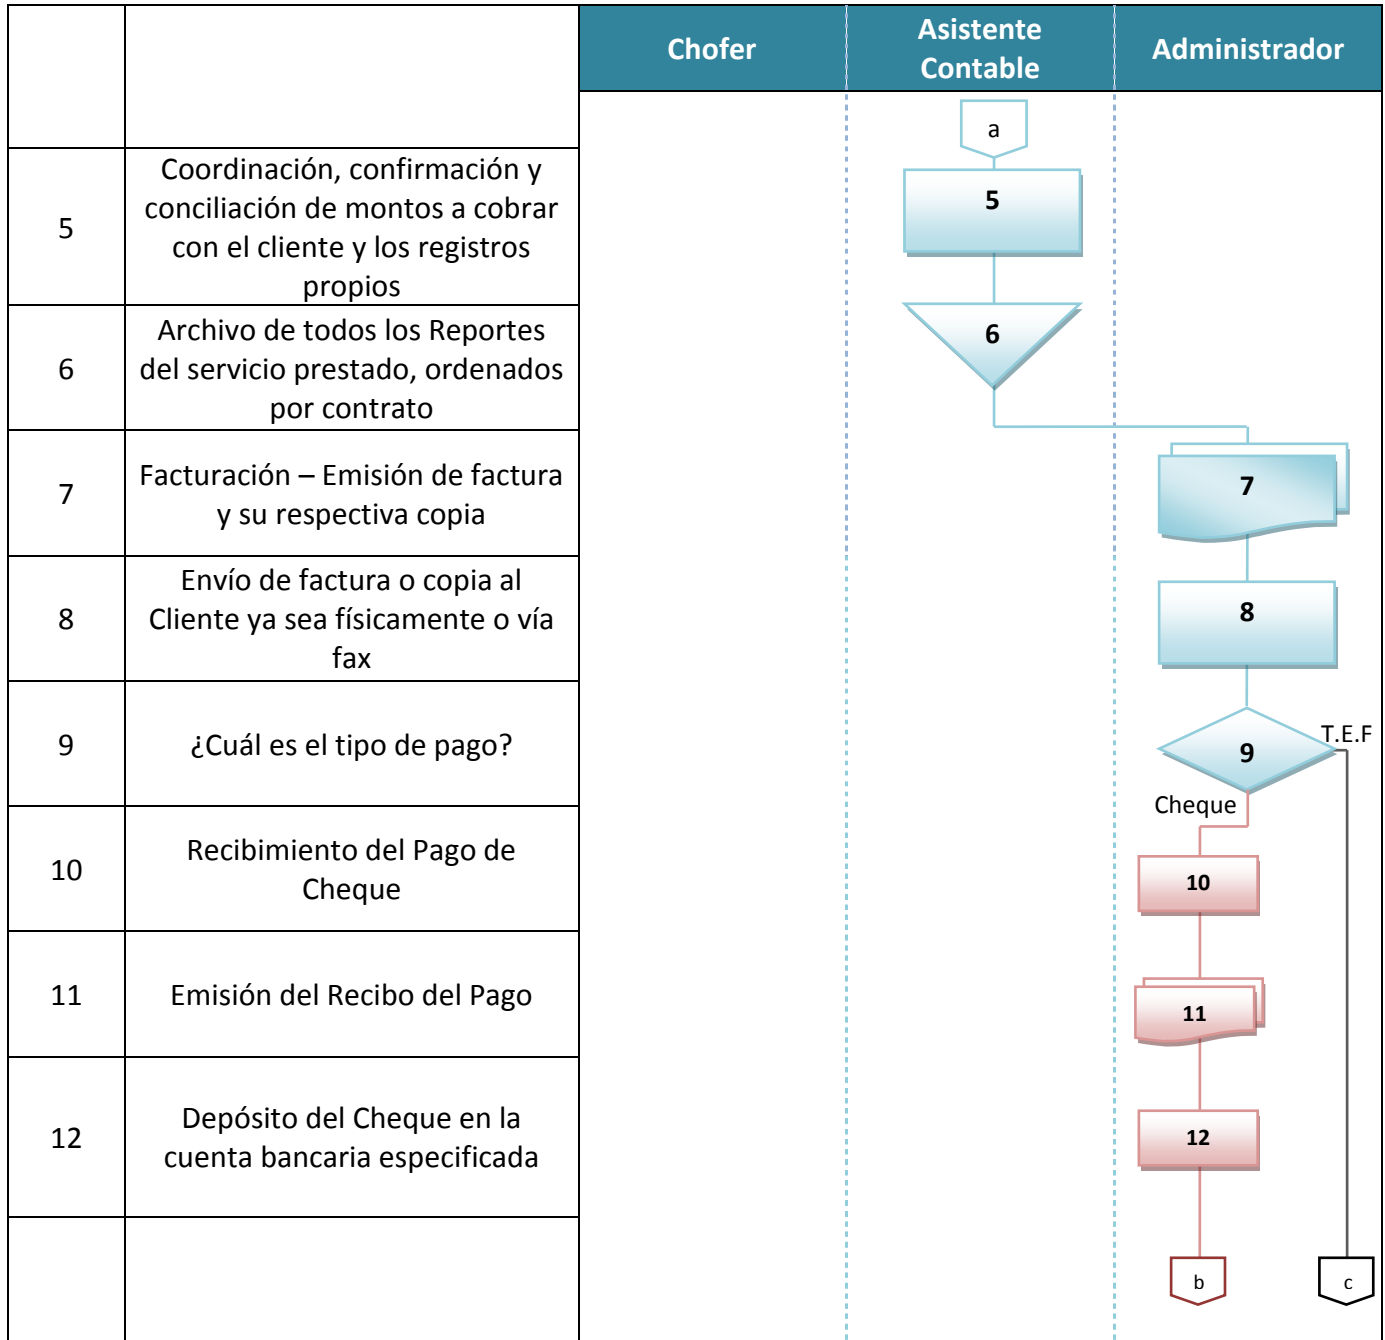 Chofer
Asistente
Contable
Administrador
a
5
Coordinación, confirmación y
conciliación de montos a cobrar
con el cliente y los registros
propios
5
6
Archivo de todos los Reportes
del servicio prestado, ordenados
por contrato
6
7
Facturación – Emisión de factura
y su respectiva copia
7
8
Envío de factura o copia al
Cliente ya sea físicamente o vía
fax
8
9
¿Cuál es el tipo de pago?
9
T.E.F
Cheque
10
Recibimiento del Pago de
Cheque
10
11
Emisión del Recibo del Pago
11
12
Depósito del Cheque en la
cuenta bancaria especificada
12
b
c